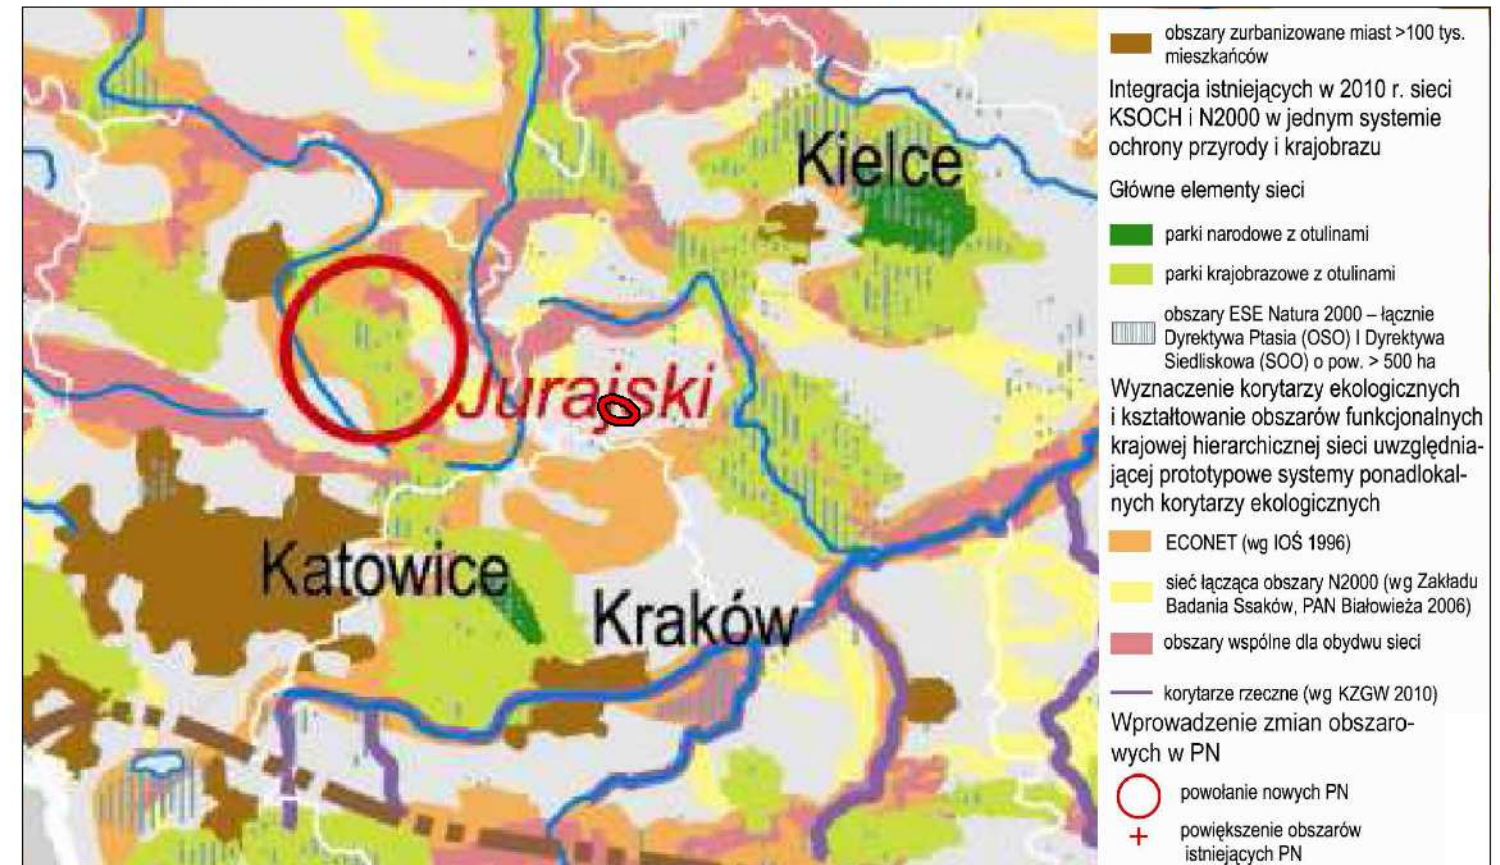 Kielce
Jurajski
Katowice
Kraków
obszary zurbanizowane miast >100 tys.
mieszkańców
Integracja istniejących w 2010 r. sieci
KSOCH i N2000 w jednym systemie
ochrony przyrody i krajobrazu
Główne elementy sieci
parki narodowe z otulinami
parki krajobrazowe z otulinami
obszary ESE Natura 2000 – łącznie
Dyrektywa Ptasia (OSO) I Dyrektywa
Siedliskowa (SOO) o pow. > 500 ha
Wyznaczenie korytarzy ekologicznych
i kształtowanie obszarów funkcjonalnych
krajowej hierarchicznej sieci uwzględnia-
jącej prototypowe systemy ponadlokal-
nych korytarzy ekologicznych
ECONET (wg IOŚ 1996)
sieć łącząca obszary N2000 (wg Zakładu
Badania Ssaków, PAN Białowieża 2006)
obszary wspólne dla obydwu sieci
korytarze rzeczne (wg KZGW 2010)
Wprowadzenie zmian obszaro-
wych w PN
powołanie nowych PN
powiększenie obszarów
istniejących PN